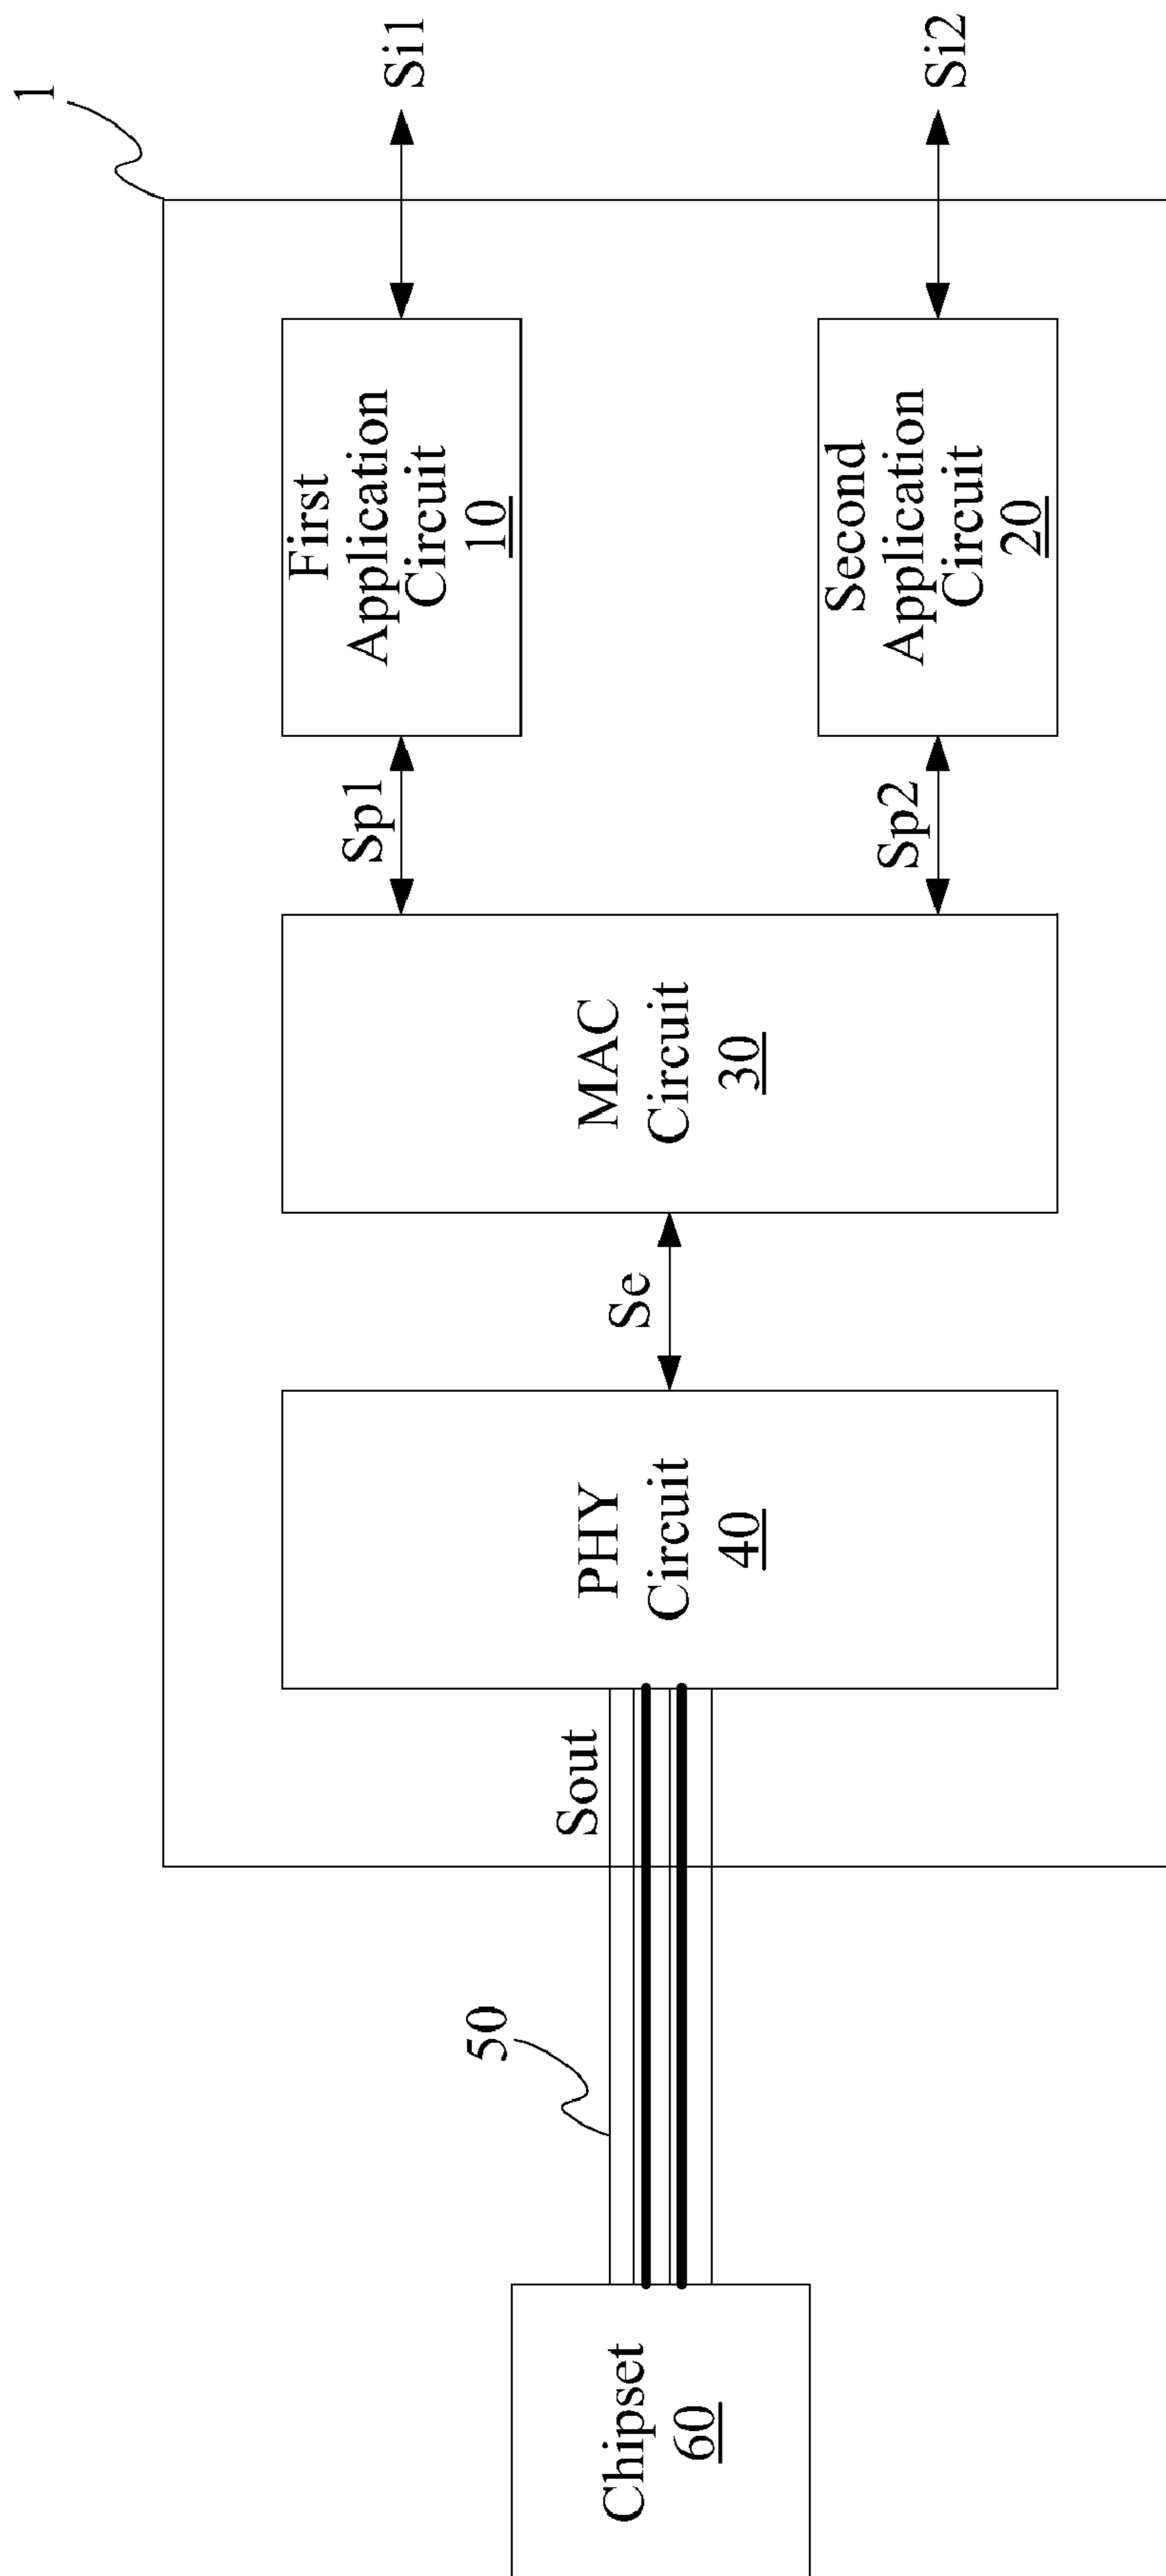 1
Si1
Si2
First
Application
Circuit
10
Second
Application
Circuit
20
Sp1
Sp2
MAC
Circuit
30
Se
PHY
Circuit
40
Sout
50
Chipset
60